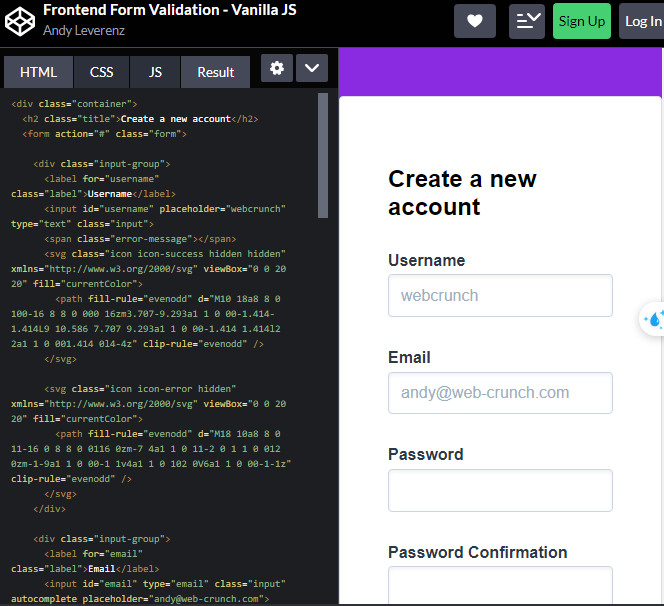 Frontend Form Validation - Vanilla JS
Andy Leverenz
Sign Up
Log In
HTML
CSS
JS
Result
<div class="container">
<h2 class="title">Create a new account</h2>
<form action="#" class="form">
<div class="input-group">
<label for="username"
class="label">Username</label>
<input id="username" placeholder="webcrunch"
type="text" class="input">
<span class="error-message"></span>
<svg class="icon icon-success hidden hidden"
xmlns="http://www.w3.org/2000/svg" viewBox="0 0 20
20" fill="currentColor">
<path fill-rule="evenodd" d="M10 18a8 8 0
100-16 8 8 0 000 16zm3.707-9.293a1 1 0 00-1.414-
1.414L9 10.586 7.707 9.293a1 1 0 00-1.414 1.414l2
2a1 1 0 001.414 0l4-4z" clip-rule="evenodd" />
</svg>
<svg class="icon icon-error hidden"
xmlns="http://www.w3.org/2000/svg" viewBox="0 0 20
20" fill="currentColor">
<path fill-rule="evenodd" d="M18 10a8 8 0
11-16 0 8 8 0 0116 0zm-7 4a1 1 0 11-2 0 1 1 0 012
0zm-1-9a1 1 0 00-1 1v4a1 1 0 102 0V6a1 1 0 00-1-1z"
clip-rule="evenodd" />
</svg>
</div>
<div class="input-group">
<label for="email"
class="label">Email</label>
<input id="email" type="email" class="input"
autocomplete placeholder="andy@web-crunch.com">
Create a new
account
Username
webcrunch
Email
andy@web-crunch.com
Password
Password Confirmation